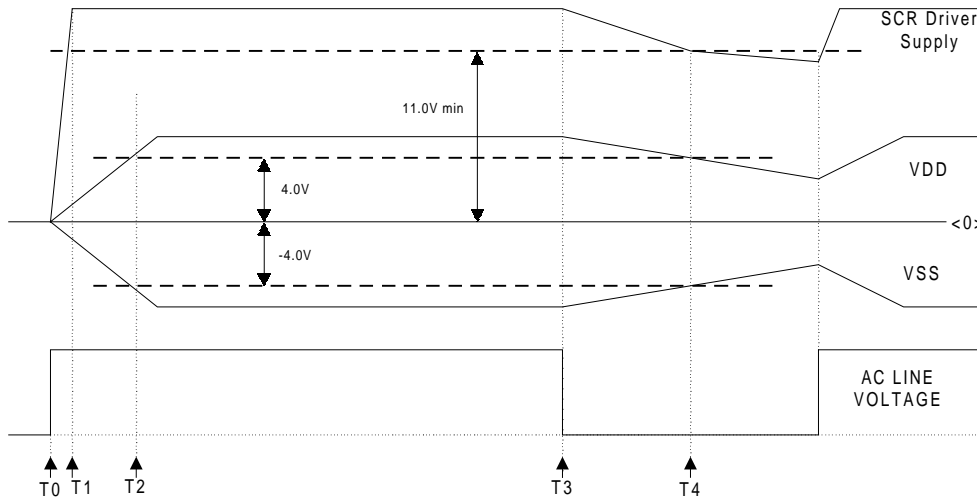 SCR Driver
Supply
11.0V min
VDD
4.0V
<0>
-4.0V
VSS
AC LINE
VOLTAGE
T0 T1 T2 T3 T4